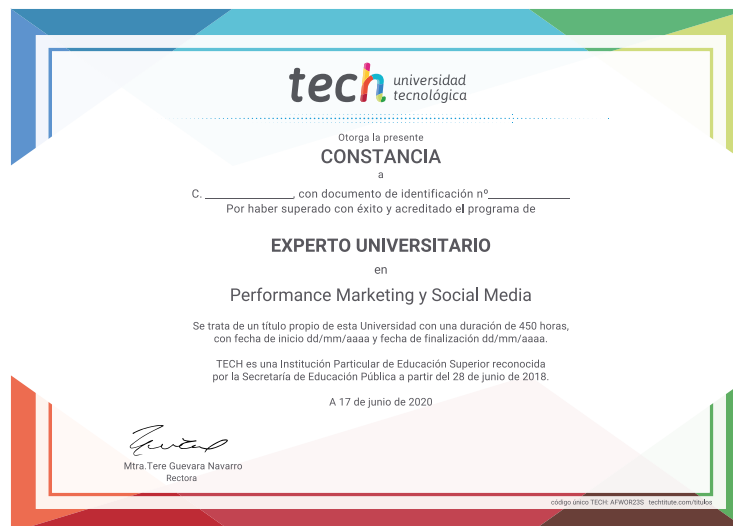 tech universidad
tecnológica
Otorga la presente
CONSTANCIA
a
C. ______________, con documento de identificación nº_____________
Por haber superado con éxito y acreditado el programa de
EXPERTO UNIVERSITARIO
en
Performance Marketing y Social Media
Se trata de un título propio de esta Universidad con una duración de 450 horas,
con fecha de inicio dd/mm/aaaa y fecha de finalización dd/mm/aaaa.
TECH es una Institución Particular de Educación Superior reconocida
por la Secretaría de Educación Pública a partir del 28 de junio de 2018.
A 17 de junio de 2020
Mtra.Tere Guevara Navarro
Rectora
código único TECH: AFWOR23S techtitute.com/titulos